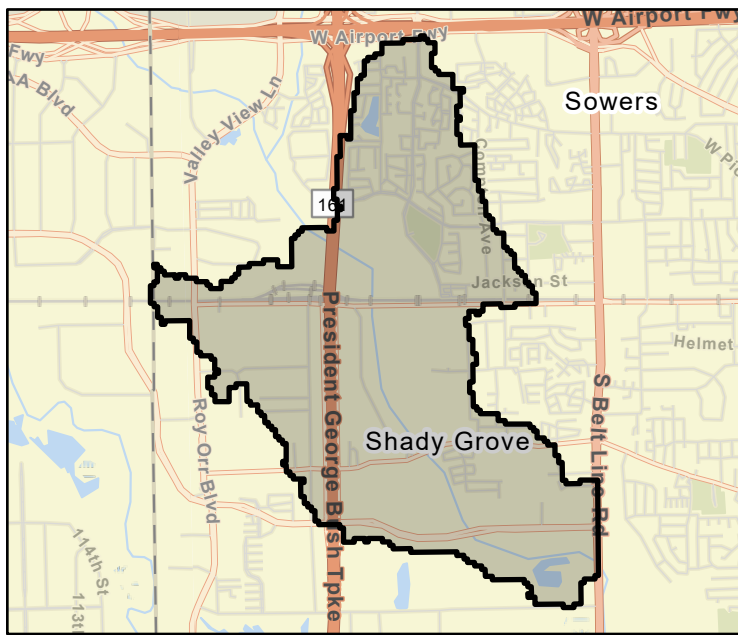 W Airport Fwy
W Airport Fwy
Fwy
AA Blvd
Valley View Ln
Sowers
161
Jackson St
President George Bush Tpke
Helmet
Roy Orr Blvd
Shady Grove
S Belt Line Rd
114th St
113th